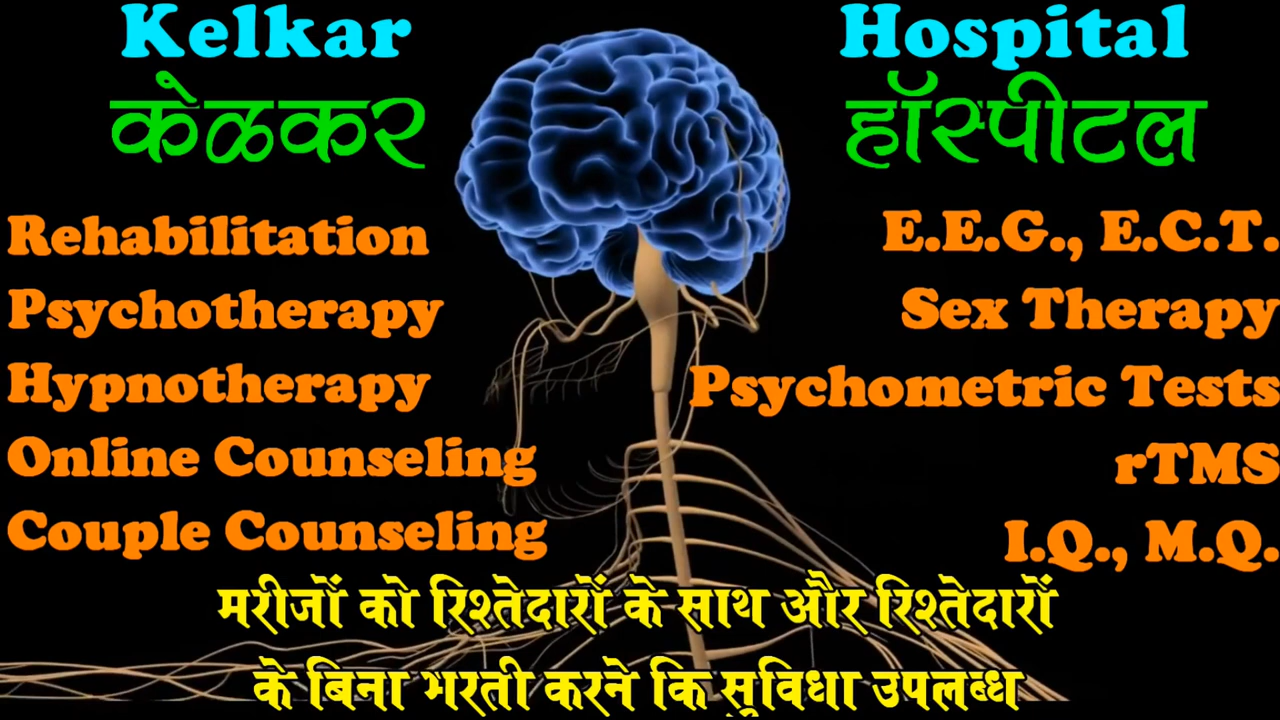 Kelkar Hospital
केळकर हॉस्पीटल
Rehabilitation
Psychotherapy
Hypnotherapy
Online Counseling
Couple Counseling
E.E.G., E.C.T.
Sex Therapy
Psychometric Tests
rTMS
I.Q., M.Q.
मरीजों को रिश्तेदारों के साथ और रिश्तेदारों
के बिना भरती करने कि सुविधा उपलब्ध